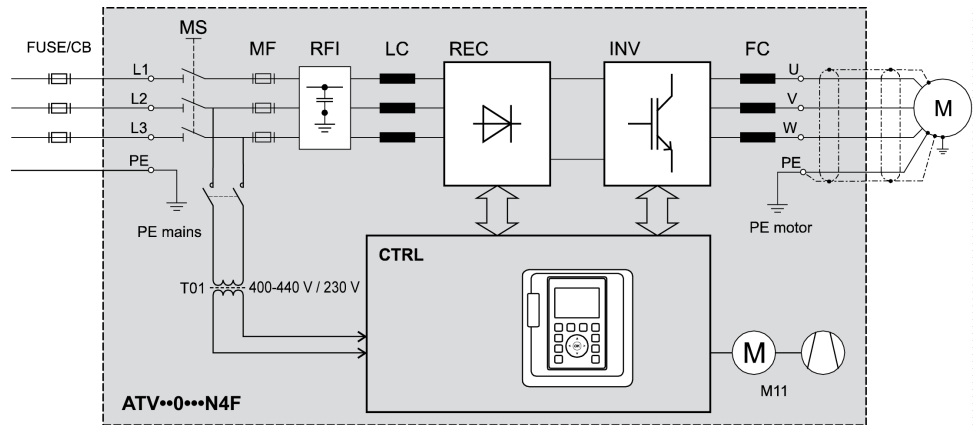 MS
FUSE/CB
MF
RFI
LC
REC
INV
FC
L1
L2
L3
PE
U
V
W
PE
M
PE mains
PE motor
CTRL
T01
400-440 V / 230 V
OK
M
M11
ATV••0•••N4F